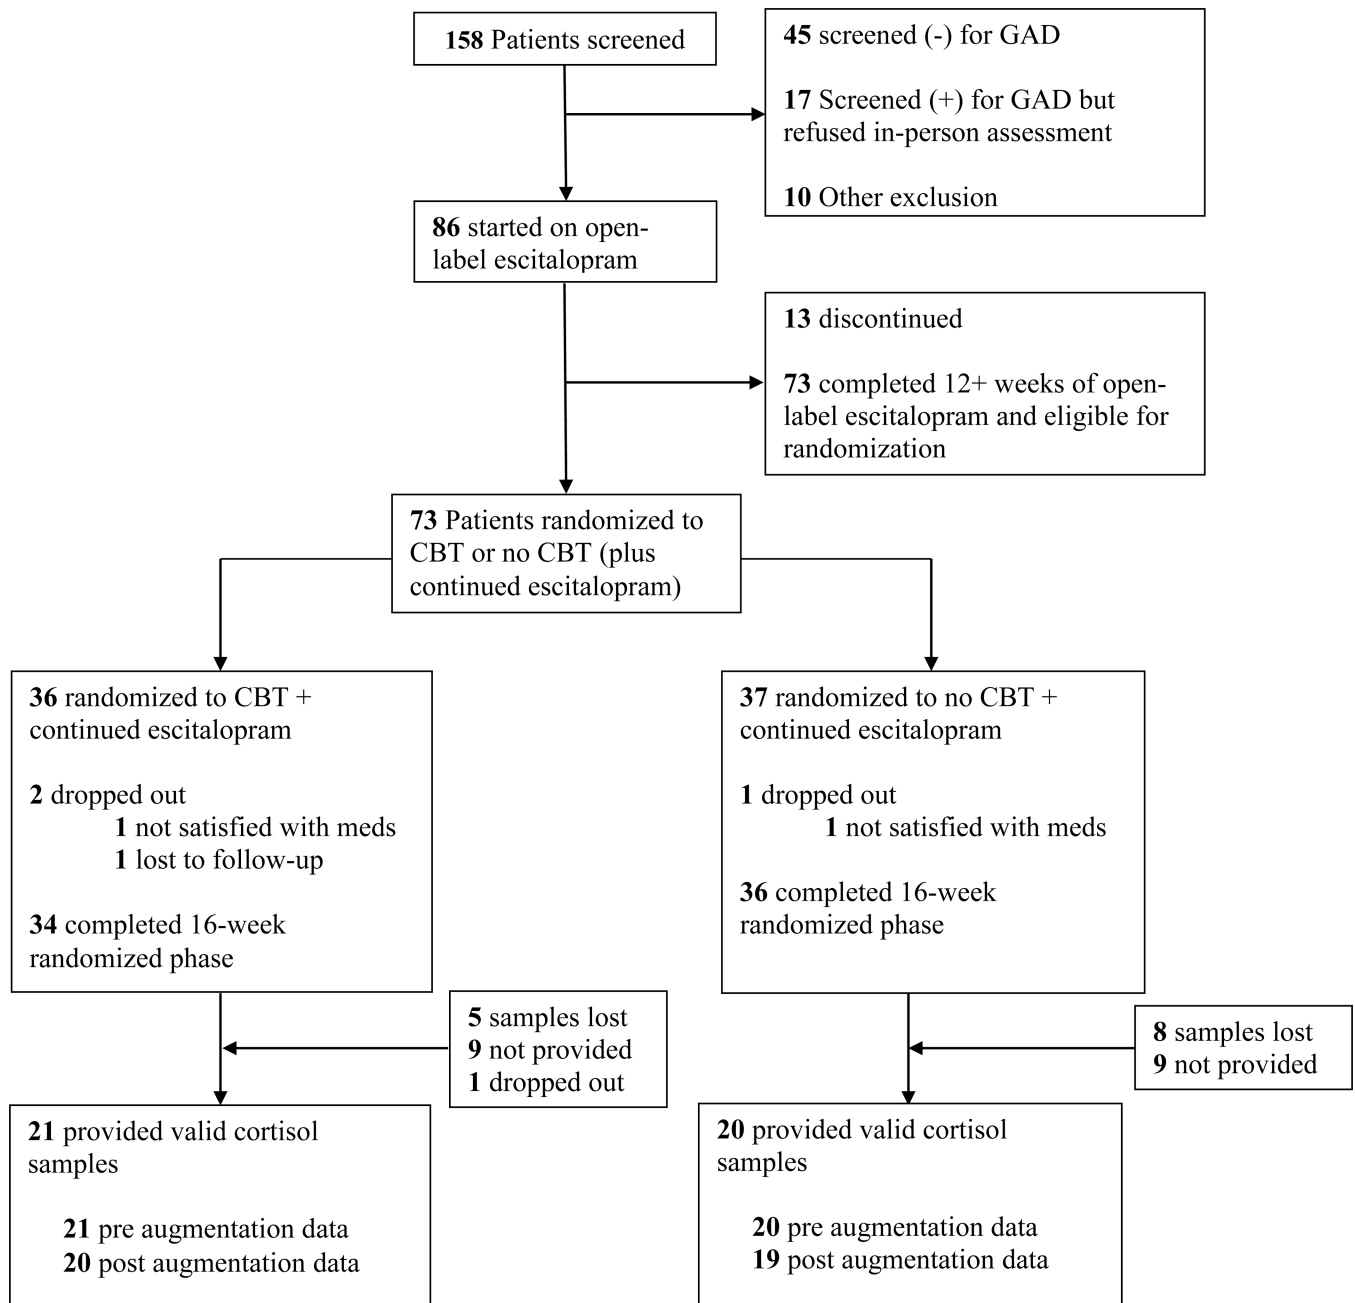 158 Patients screened
45 screened (-) for GAD
17 Screened (+) for GAD but
refused in-person assessment
10 Other exclusion
86 started on open-
label escitalopram
13 discontinued
73 completed 12+ weeks of open-
label escitalopram and eligible for
randomization
73 Patients randomized to
CBT or no CBT (plus
continued escitalopram)
36 randomized to CBT +
continued escitalopram
2 dropped out
1 not satisfied with meds
1 lost to follow-up
34 completed 16-week
randomized phase
37 randomized to no CBT +
continued escitalopram
1 dropped out
1 not satisfied with meds
36 completed 16-week
randomized phase
5 samples lost
9 not provided
1 dropped out
8 samples lost
9 not provided
21 provided valid cortisol
samples
21 pre augmentation data
20 post augmentation data
20 provided valid cortisol
samples
20 pre augmentation data
19 post augmentation data